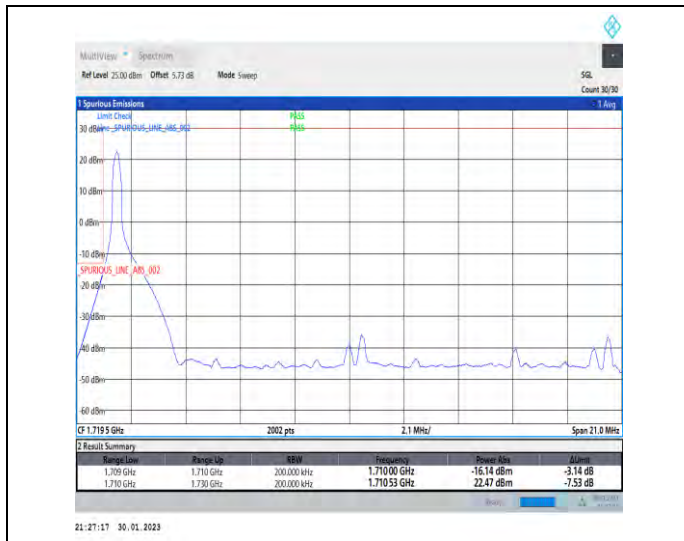 MultiView Spectrum
Ref Level 25.00 dBm Offset 5.73 dB Mode Sweep SGL
Count 30/30
1 Spurious Emissions 1 Avg
Limit Check PASS
30 dBm Line _SPURIOUS_LINE_ABS_002 PASS
20 dBm
10 dBm
0 dBm
-10 dBm
_SPURIOUS_LINE_ABS_002
-20 dBm
-30 dBm
-40 dBm
-50 dBm
-60 dBm
CF 1.7195 GHz 2002 pts 2.1 MHz/ Span 21.0 MHz
2 Result Summary
Range Low Range Up RBW Frequency Power Abs ΔLimit
1.709 GHz 1.710 GHz 200.000 kHz 1.71000 GHz -16.14 dBm -3.14 dB
1.710 GHz 1.730 GHz 200.000 kHz 1.71053 GHz 22.47 dBm -7.53 dB
21:27:17 30.01.2023